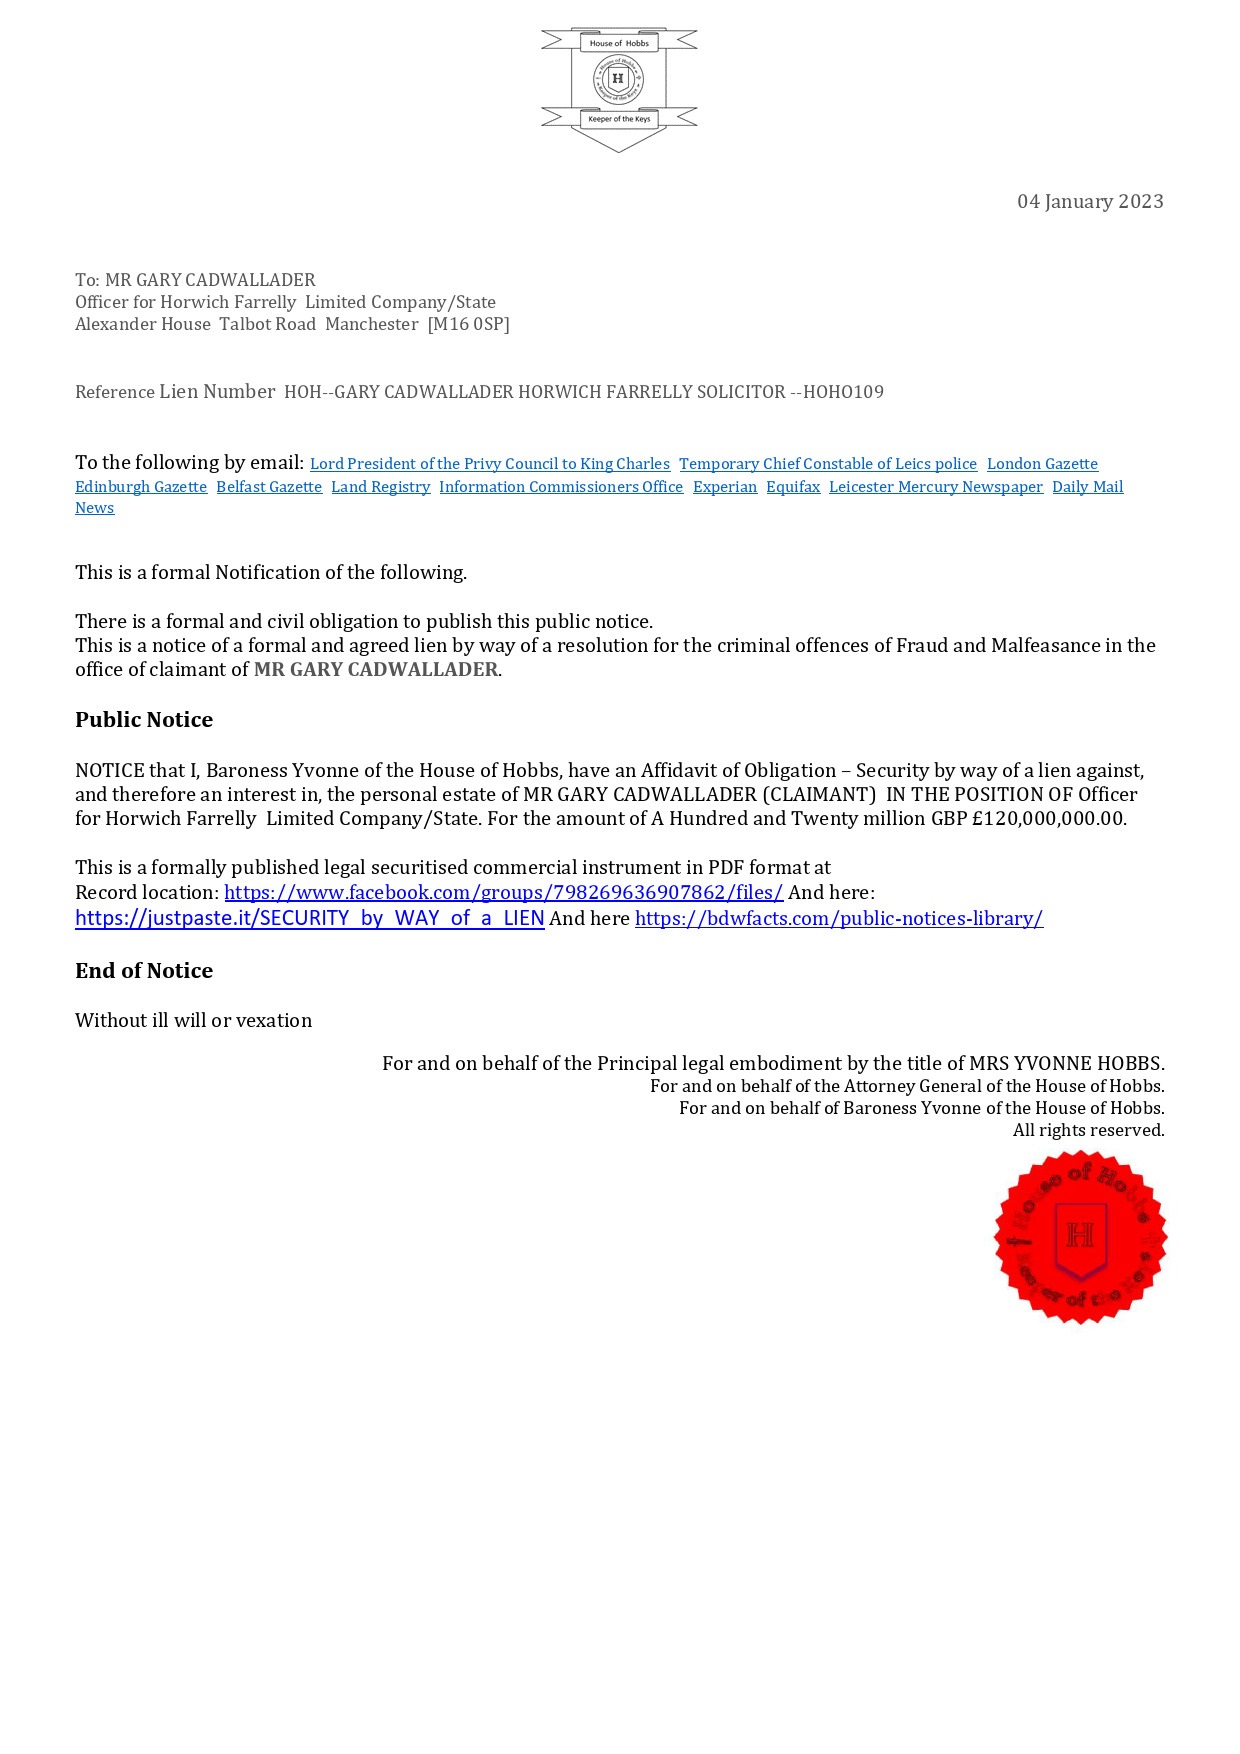 House of Hobbs
House of Hobbs
H
Keeper of the Keys
Keeper of the Keys
04 January 2023
To: MR GARY CADWALLADER
Officer for Horwich Farrelly Limited Company/State
Alexander House Talbot Road Manchester [M16 0SP]
Reference Lien Number HOH--GARY CADWALLADER HORWICH FARRELLY SOLICITOR --HOHO109
To the following by email: Lord President of the Privy Council to King Charles Temporary Chief Constable of Leics police London Gazette
Edinburgh Gazette Belfast Gazette Land Registry Information Commissioners Office Experian Equifax Leicester Mercury Newspaper Daily Mail
News
This is a formal Notification of the following.
There is a formal and civil obligation to publish this public notice.
This is a notice of a formal and agreed lien by way of a resolution for the criminal offences of Fraud and Malfeasance in the
office of claimant of MR GARY CADWALLADER.
Public Notice
NOTICE that I, Baroness Yvonne of the House of Hobbs, have an Affidavit of Obligation – Security by way of a lien against,
and therefore an interest in, the personal estate of MR GARY CADWALLADER (CLAIMANT) IN THE POSITION OF Officer
for Horwich Farrelly Limited Company/State. For the amount of A Hundred and Twenty million GBP £120,000,000.00.
This is a formally published legal securitised commercial instrument in PDF format at
Record location: https://www.facebook.com/groups/798269636907862/files/ And here:
https://justpaste.it/SECURITY_by_WAY_of_a_LIEN And here https://bdwfacts.com/public-notices-library/
End of Notice
Without ill will or vexation
For and on behalf of the Principal legal embodiment by the title of MRS YVONNE HOBBS.
For and on behalf of the Attorney General of the House of Hobbs.
For and on behalf of Baroness Yvonne of the House of Hobbs.
All rights reserved.
House of Hobbs
H
Keeper of the Keys